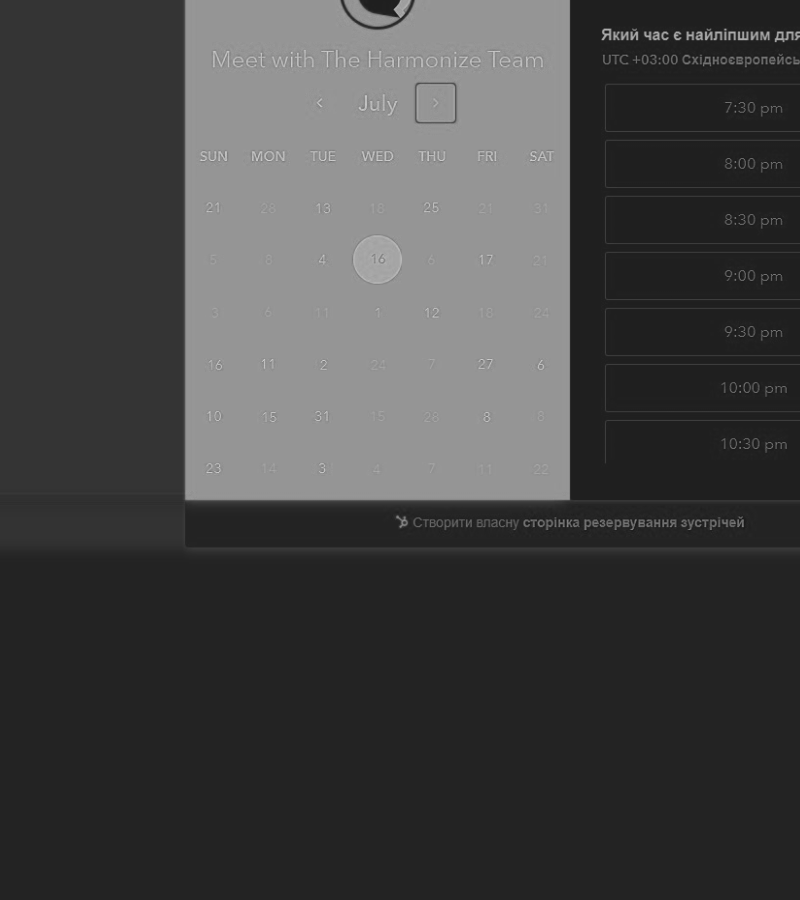 Meet with The Harmonize Team
July
SUN MON TUE WED THU FRI SAT
21 28 13 18 25 21 31
5 8 4 16 6 17 21
3 6 11 1 12 18 24
16 11 2 24 7 27 6
10 15 31 15 28 8 8
23 14 3 4 7 11 22
Створити власну сторінка резервування зустрічей
Який час є найліпшим для
UTC +03:00
7:30 pm
8:00 pm
8:30 pm
9:00 pm
9:30 pm
10:00 pm
10:30 pm